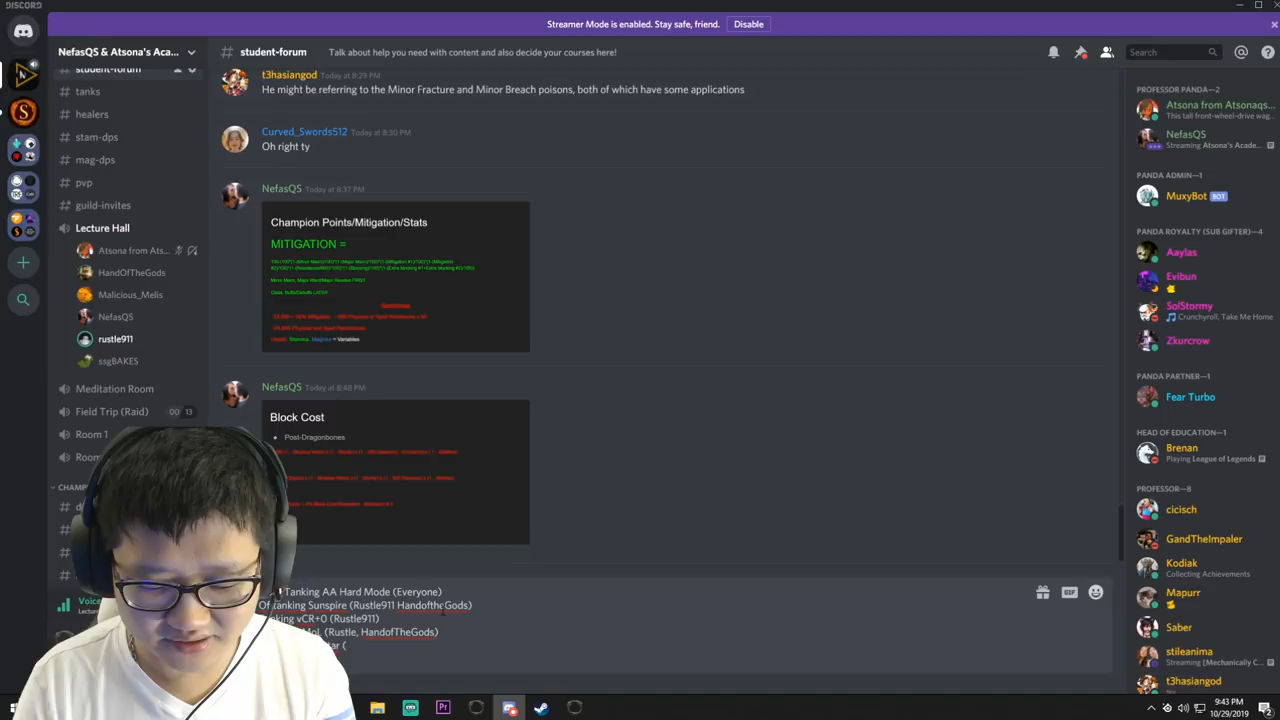 DISCORD
Streamer Mode is enabled. Stay safe, friend.
Disable
NefasQS & Atsona's Aca...
student-forum
Talk about help you need with content and also decide your courses here!
Search
student-forum
tanks
healers
stam-dps
mag-dps
pvp
guild-invites
Lecture Hall
Atsona from Ats...
HandOfTheGods
Malicious_Melis
NefasQS
rustle911
ssgBAKES
Meditation Room
Field Trip (Raid)
00 13
Room 1
t3hasiangod Today at 8:29 PM
He might be referring to the Minor Fracture and Minor Breach poisons, both of which have some applications
Curved_Swords512 Today at 8:30 PM
Oh right ty
NefasQS Today at 8:37 PM
Champion Points/Mitigation/Stats
MITIGATION =
NefasQS Today at 8:48 PM
Block Cost
Post-Dragonbones
Tanking AA Hard Mode (Everyone)
Of tanking Sunspire (Rustle911 HandoftheGods)
vCR+0 (Rustle911)
(Rustle, HandofTheGods)
GIF
PROFESSOR PANDA—2
Atsona from Atsonaqs...
This tall front-wheel-drive wag...
NefasQS
Streaming Atsona's Acade...
PANDA ADMIN—1
MuxyBot BOT
PANDA ROYALTY (SUB GIFTER)—4
Aaylas
Evibun
SolStormy
Crunchyroll, Take Me Home
Zkurcrow
PANDA PARTNER—1
Fear Turbo
HEAD OF EDUCATION—1
Brenan
Playing League of Legends
PROFESSOR—8
cicisch
GandTheImpaler
Kodiak
Collecting Achieveme...
Mapurr
Saber
stileanima
Streaming [Mechanically C...
t3hasiangod
9:43 PM
10/29/2019